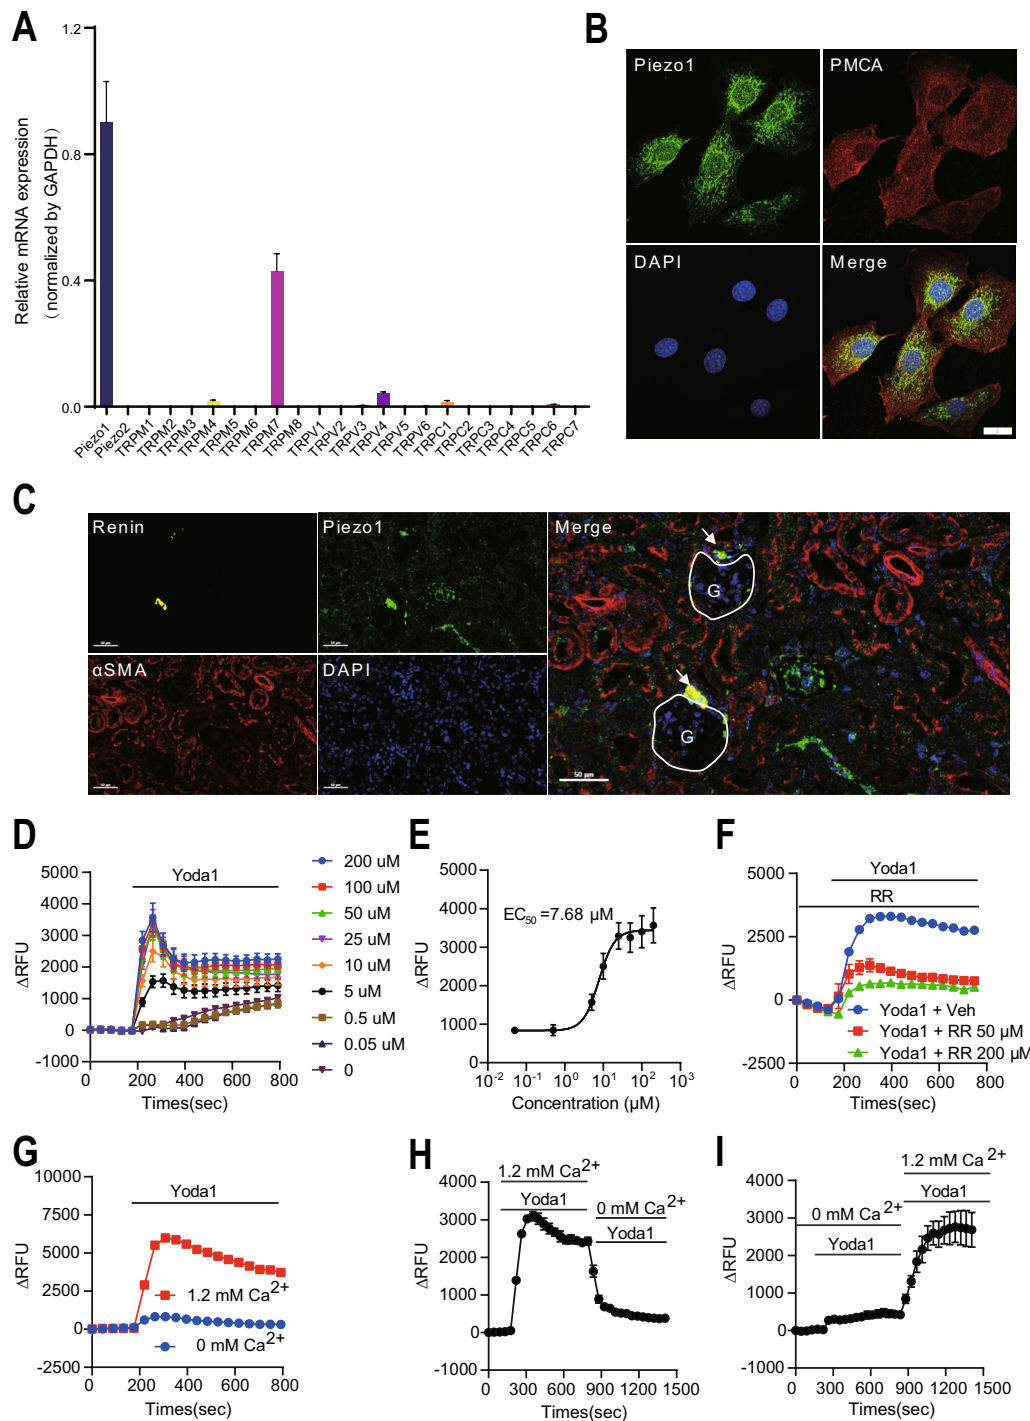 A
Relative mRNA expression
(normalized by GAPDH)
1.2
0.8
0.4
0.0
Piezo1
Piezo2
TRPM1
TRPM2
TRPM3
TRPM4
TRPM5
TRPM6
TRPM7
TRPM8
TRPV1
TRPV2
TRPV3
TRPV4
TRPV5
TRPV6
TRPC1
TRPC2
TRPC3
TRPC4
TRPC5
TRPC6
TRPC7
B
Piezo1
PMCA
DAPI
Merge
C
Renin
Piezo1
Merge
αSMA
DAPI
G
G
50 µm
D
Yoda1
ΔRFU
5000
4000
3000
2000
1000
0
-1000
0 200 400 600 800
Times(sec)
200 uM
100 uM
50 uM
25 uM
10 uM
5 uM
0.5 uM
0.05 uM
0
E
EC50 =7.68 µM
ΔRFU
5000
4000
3000
2000
1000
0
10-2 10-1 100 101 102 103
Concentration (µM)
F
Yoda1
RR
ΔRFU
5000
2500
0
-2500
Yoda1 + Veh
Yoda1 + RR 50 µM
Yoda1 + RR 200 µM
0 200 400 600 800
Times(sec)
G
Yoda1
ΔRFU
10000
7500
5000
2500
0
-2500
1.2 mM Ca2+
0 mM Ca2+
0 200 400 600 800
Times(sec)
H
1.2 mM Ca2+
Yoda1
0 mM Ca2+
Yoda1
ΔRFU
4000
3000
2000
1000
0
-1000
0 300 600 900 1200 1500
Times(sec)
I
1.2 mM Ca2+
Yoda1
0 mM Ca2+
Yoda1
ΔRFU
4000
3000
2000
1000
0
-1000
0 300 600 900 1200 1500
Times(sec)